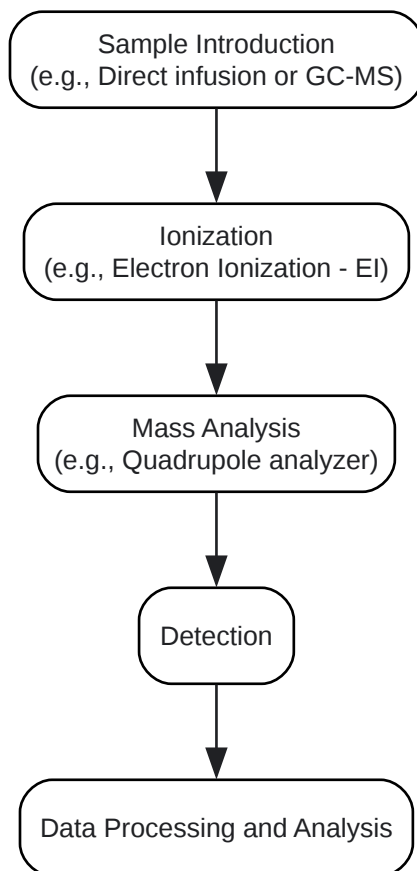 Sample Introduction
(e.g., Direct infusion or GC-MS)
Ionization
(e.g., Electron Ionization - EI)
Mass Analysis
(e.g., Quadrupole analyzer)
Detection
Data Processing and Analysis